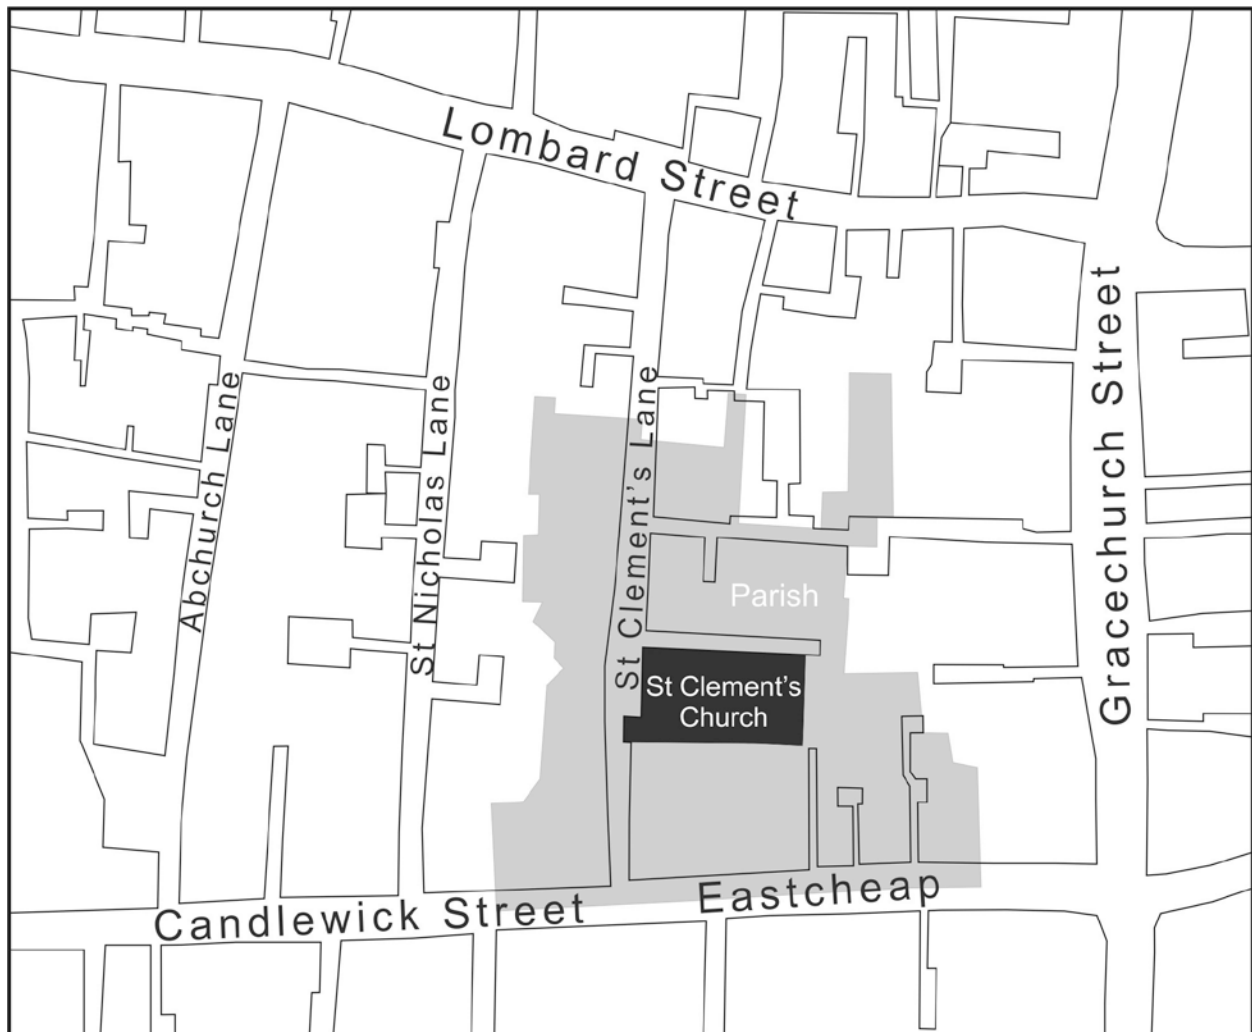 Lombard Street
Abchurch Lane
St Nicholas Lane
St Clement's Lane
Gracechurch Street
Parish
St Clement's
Church
Candlewick Street
Eastcheap